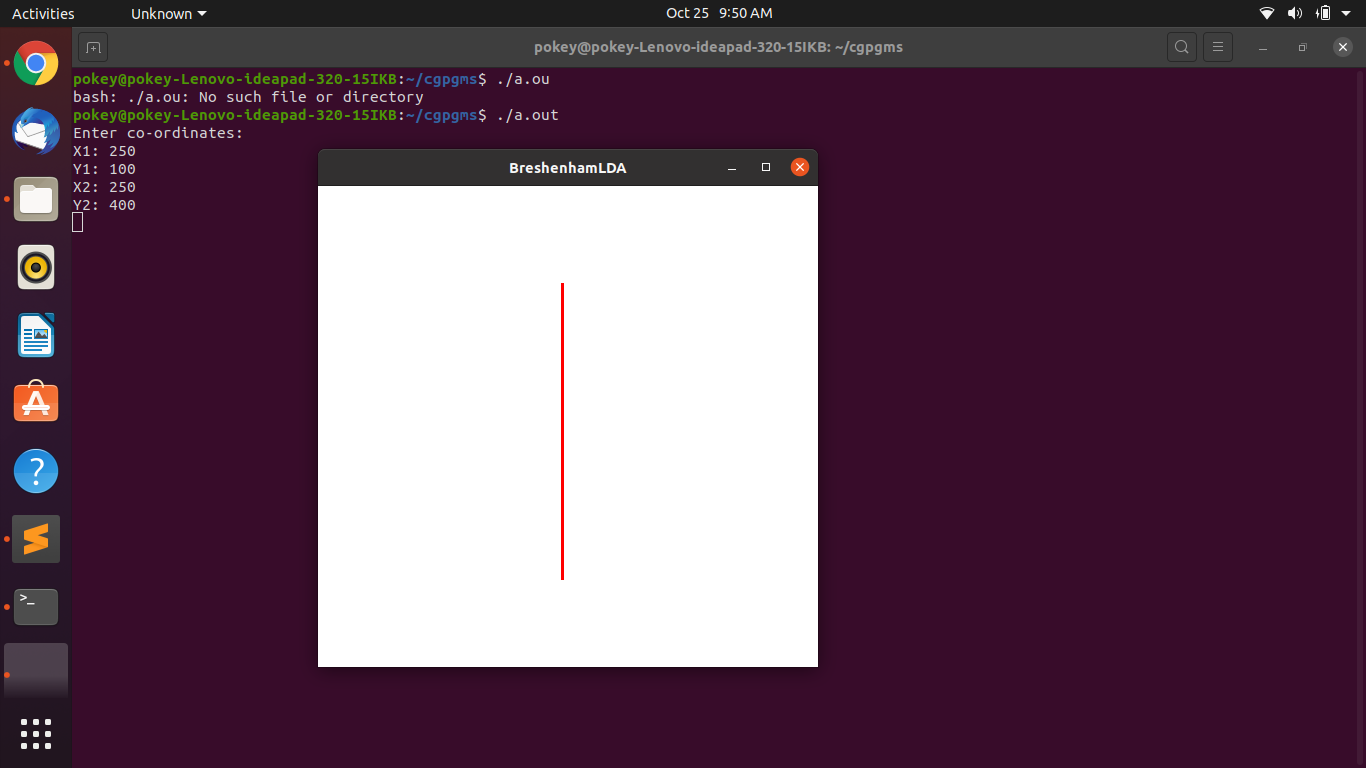 Activities
Unknown
Oct 25 9:50 AM
pokey@pokey-Lenovo-ideapad-320-15IKB: ~/cgpgms
pokey@pokey-Lenovo-ideapad-320-15IKB:~/cgpgms$ ./a.ou
bash: ./a.ou: No such file or directory
pokey@pokey-Lenovo-ideapad-320-15IKB:~/cgpgms$ ./a.out
Enter co-ordinates:
X1: 250
Y1: 100
X2: 250
Y2: 400
BreshenhamLDA